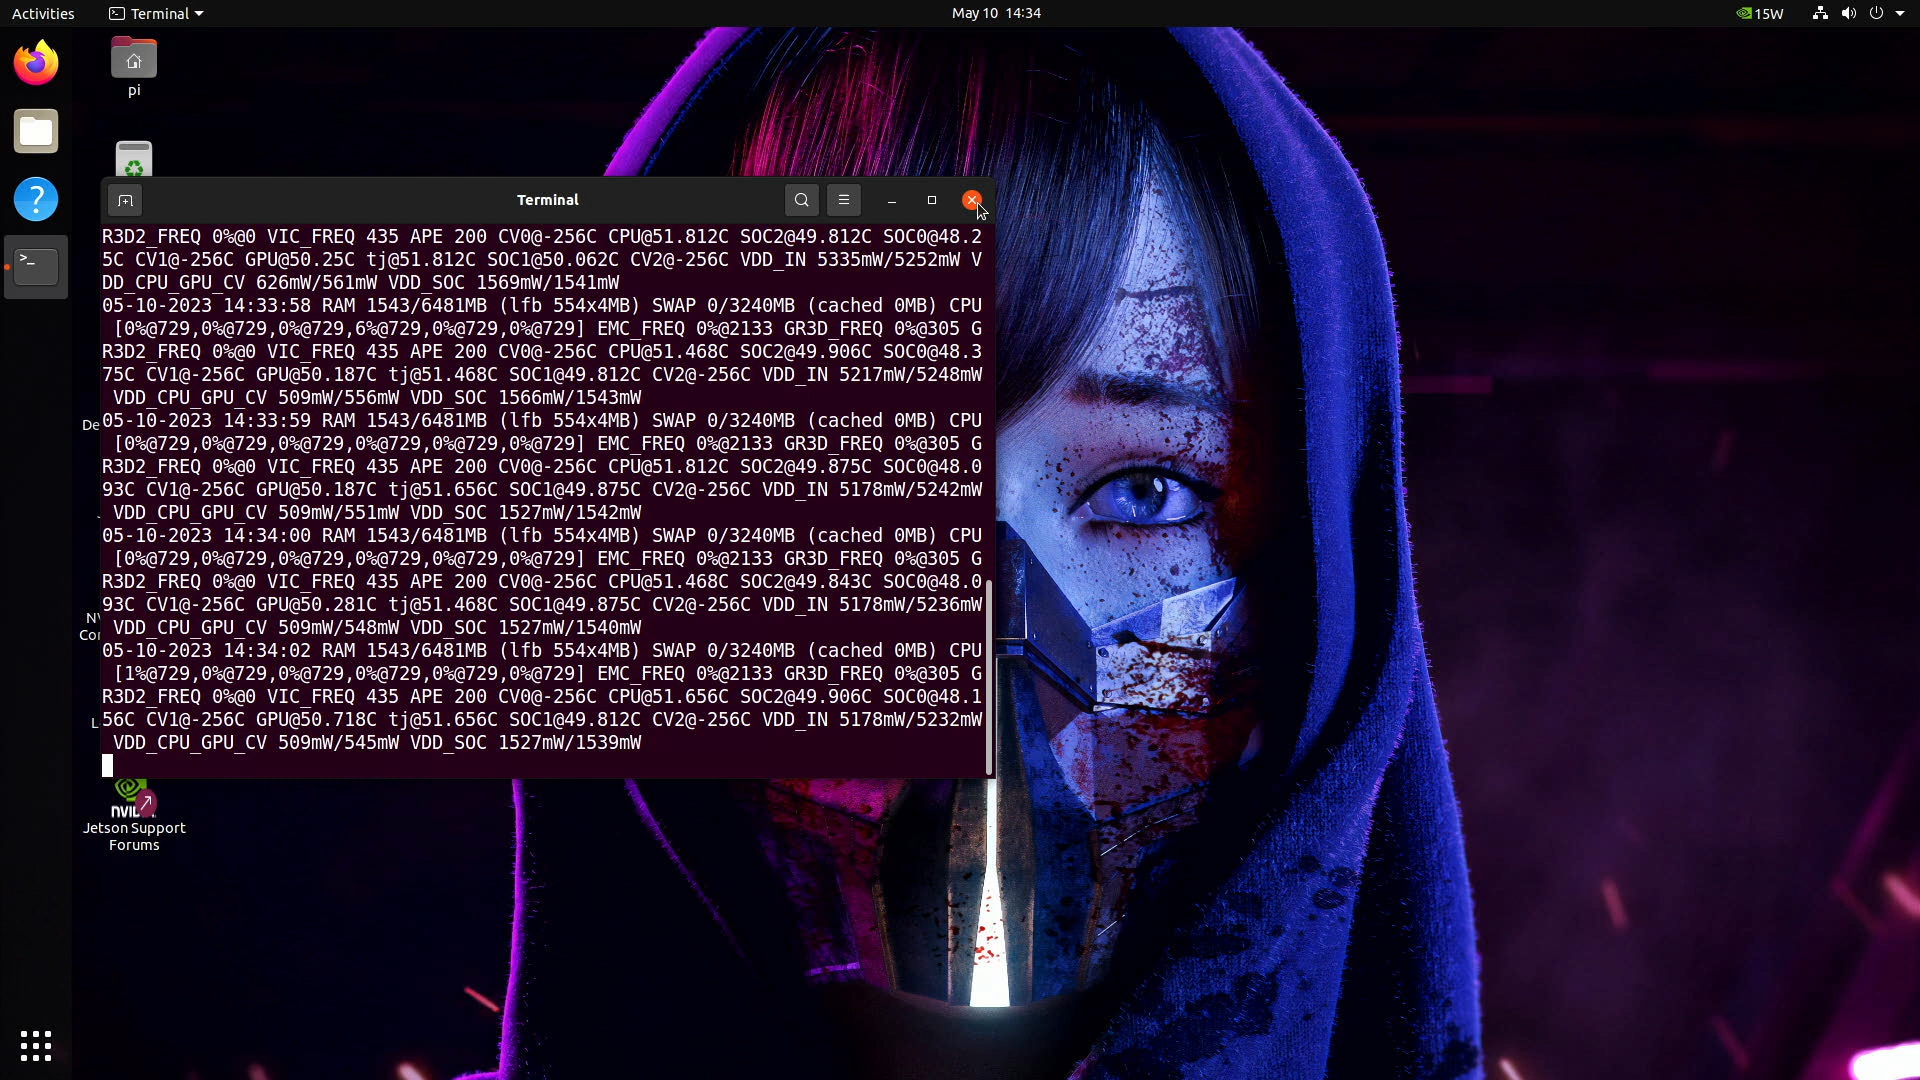 Activities
Terminal
May 10 14:34
15W
pi
Terminal
R3D2_FREQ 0%@0 VIC_FREQ 435 APE 200 CV0@-256C CPU@51.812C SOC2@49.812C SOC0@48.2
5C CV1@-256C GPU@50.25C tj@51.812C SOC1@50.062C CV2@-256C VDD_IN 5335mW/5252mW V
DD_CPU_GPU_CV 626mW/561mW VDD_SOC 1569mW/1541mW
05-10-2023 14:33:58 RAM 1543/6481MB (lfb 554x4MB) SWAP 0/3240MB (cached 0MB) CPU
[0%@729,0%@729,0%@729,6%@729,0%@729,0%@729] EMC_FREQ 0%@2133 GR3D_FREQ 0%@305 G
R3D2_FREQ 0%@0 VIC_FREQ 435 APE 200 CV0@-256C CPU@51.468C SOC2@49.906C SOC0@48.3
75C CV1@-256C GPU@50.187C tj@51.468C SOC1@49.812C CV2@-256C VDD_IN 5217mW/5248mW
VDD_CPU_GPU_CV 509mW/556mW VDD_SOC 1566mW/1543mW
05-10-2023 14:33:59 RAM 1543/6481MB (lfb 554x4MB) SWAP 0/3240MB (cached 0MB) CPU
[0%@729,0%@729,0%@729,0%@729,0%@729,0%@729] EMC_FREQ 0%@2133 GR3D_FREQ 0%@305 G
R3D2_FREQ 0%@0 VIC_FREQ 435 APE 200 CV0@-256C CPU@51.812C SOC2@49.875C SOC0@48.0
93C CV1@-256C GPU@50.187C tj@51.656C SOC1@49.875C CV2@-256C VDD_IN 5178mW/5242mW
VDD_CPU_GPU_CV 509mW/551mW VDD_SOC 1527mW/1542mW
05-10-2023 14:34:00 RAM 1543/6481MB (lfb 554x4MB) SWAP 0/3240MB (cached 0MB) CPU
[0%@729,0%@729,0%@729,0%@729,0%@729,0%@729] EMC_FREQ 0%@2133 GR3D_FREQ 0%@305 G
R3D2_FREQ 0%@0 VIC_FREQ 435 APE 200 CV0@-256C CPU@51.468C SOC2@49.843C SOC0@48.0
93C CV1@-256C GPU@50.281C tj@51.468C SOC1@49.875C CV2@-256C VDD_IN 5178mW/5236mW
VDD_CPU_GPU_CV 509mW/548mW VDD_SOC 1527mW/1540mW
05-10-2023 14:34:02 RAM 1543/6481MB (lfb 554x4MB) SWAP 0/3240MB (cached 0MB) CPU
[1%@729,0%@729,0%@729,0%@729,0%@729,0%@729] EMC_FREQ 0%@2133 GR3D_FREQ 0%@305 G
R3D2_FREQ 0%@0 VIC_FREQ 435 APE 200 CV0@-256C CPU@51.656C SOC2@49.906C SOC0@48.1
56C CV1@-256C GPU@50.718C tj@51.656C SOC1@49.812C CV2@-256C VDD_IN 5178mW/5232mW
VDD_CPU_GPU_CV 509mW/545mW VDD_SOC 1527mW/1539mW
Jetson Support
Forums